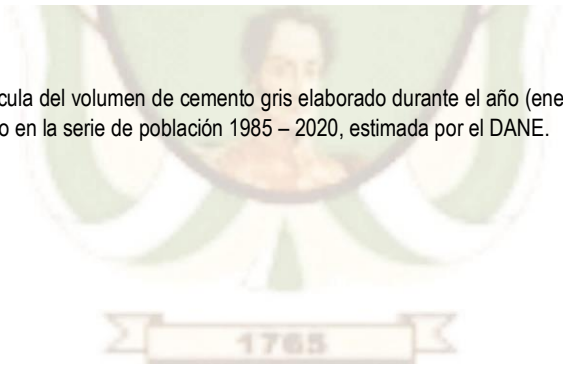 cula del volumen de cemento gris elaborado durante el año (ene
o en la serie de población 1985 – 2020, estimada por el DANE.
1765